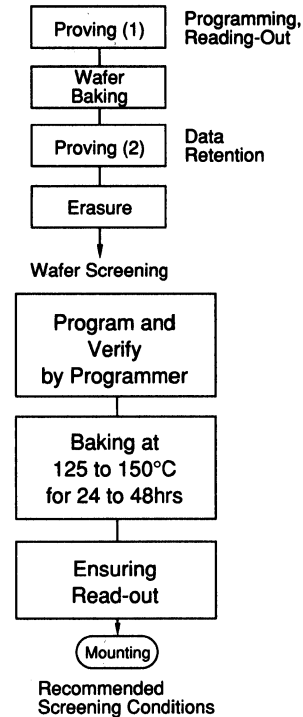 Proving (1)
Programming,
Reading-Out
Wafer
Baking
Proving (2)
Data
Retention
Erasure
Wafer Screening
Program and
Verify
by Programmer
Baking at
125 to 150°C
for 24 to 48hrs
Ensuring
Read-out
Mounting
Recommended
Screening Conditions